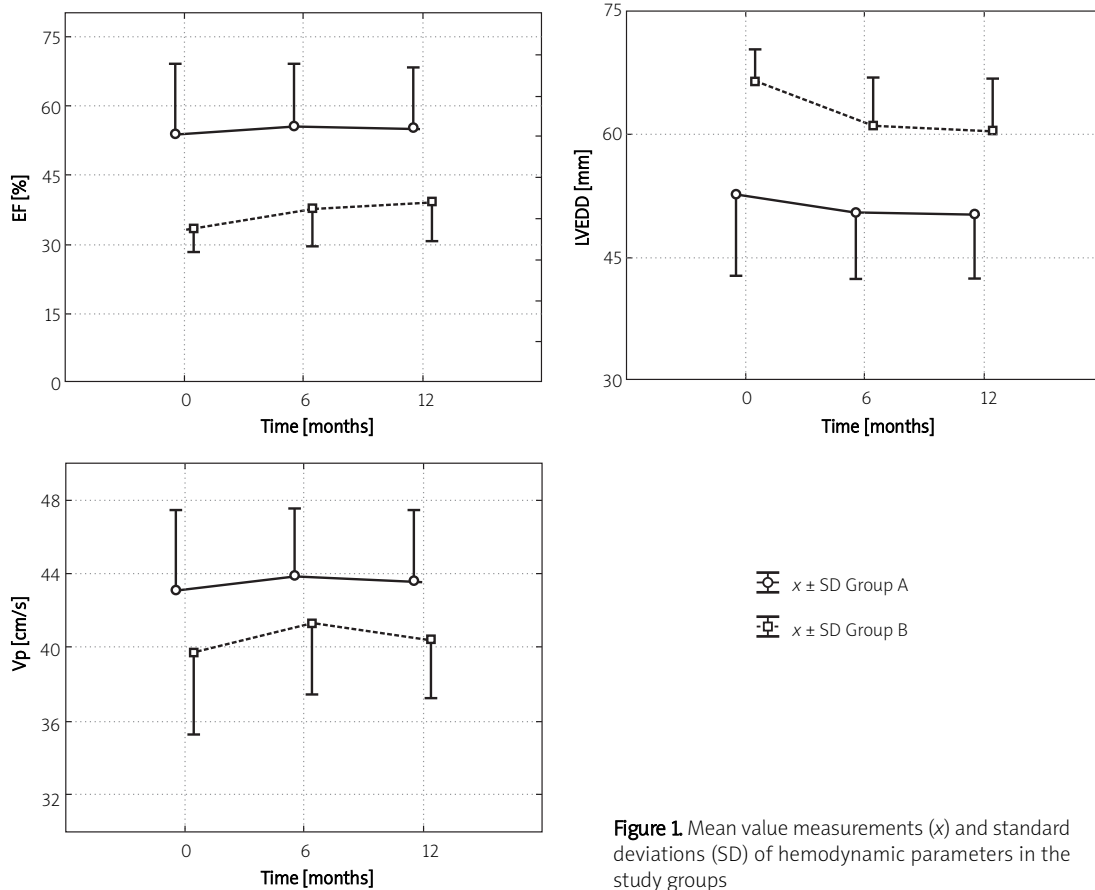 75
60
45
30
15
0
EF [%]
0 6 12
Time [months]
75
60
45
30
LVEDD [mm]
0 6 12
Time [months]
48
44
40
36
32
Vp [cm/s]
0 6 12
Time [months]
x ± SD Group A
x ± SD Group B
Figure 1. Mean value measurements (x) and standard
deviations (SD) of hemodynamic parameters in the
study groups